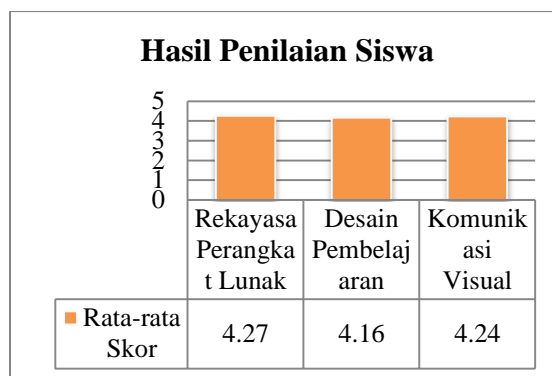 Hasil Penilaian Siswa
5
4
3
2
1
0
Rekayasa
Perangka
t Lunak
Desain
Pembelaj
aran
Komunik
asi
Visual
Rata-rata
Skor
4.27
4.16
4.24